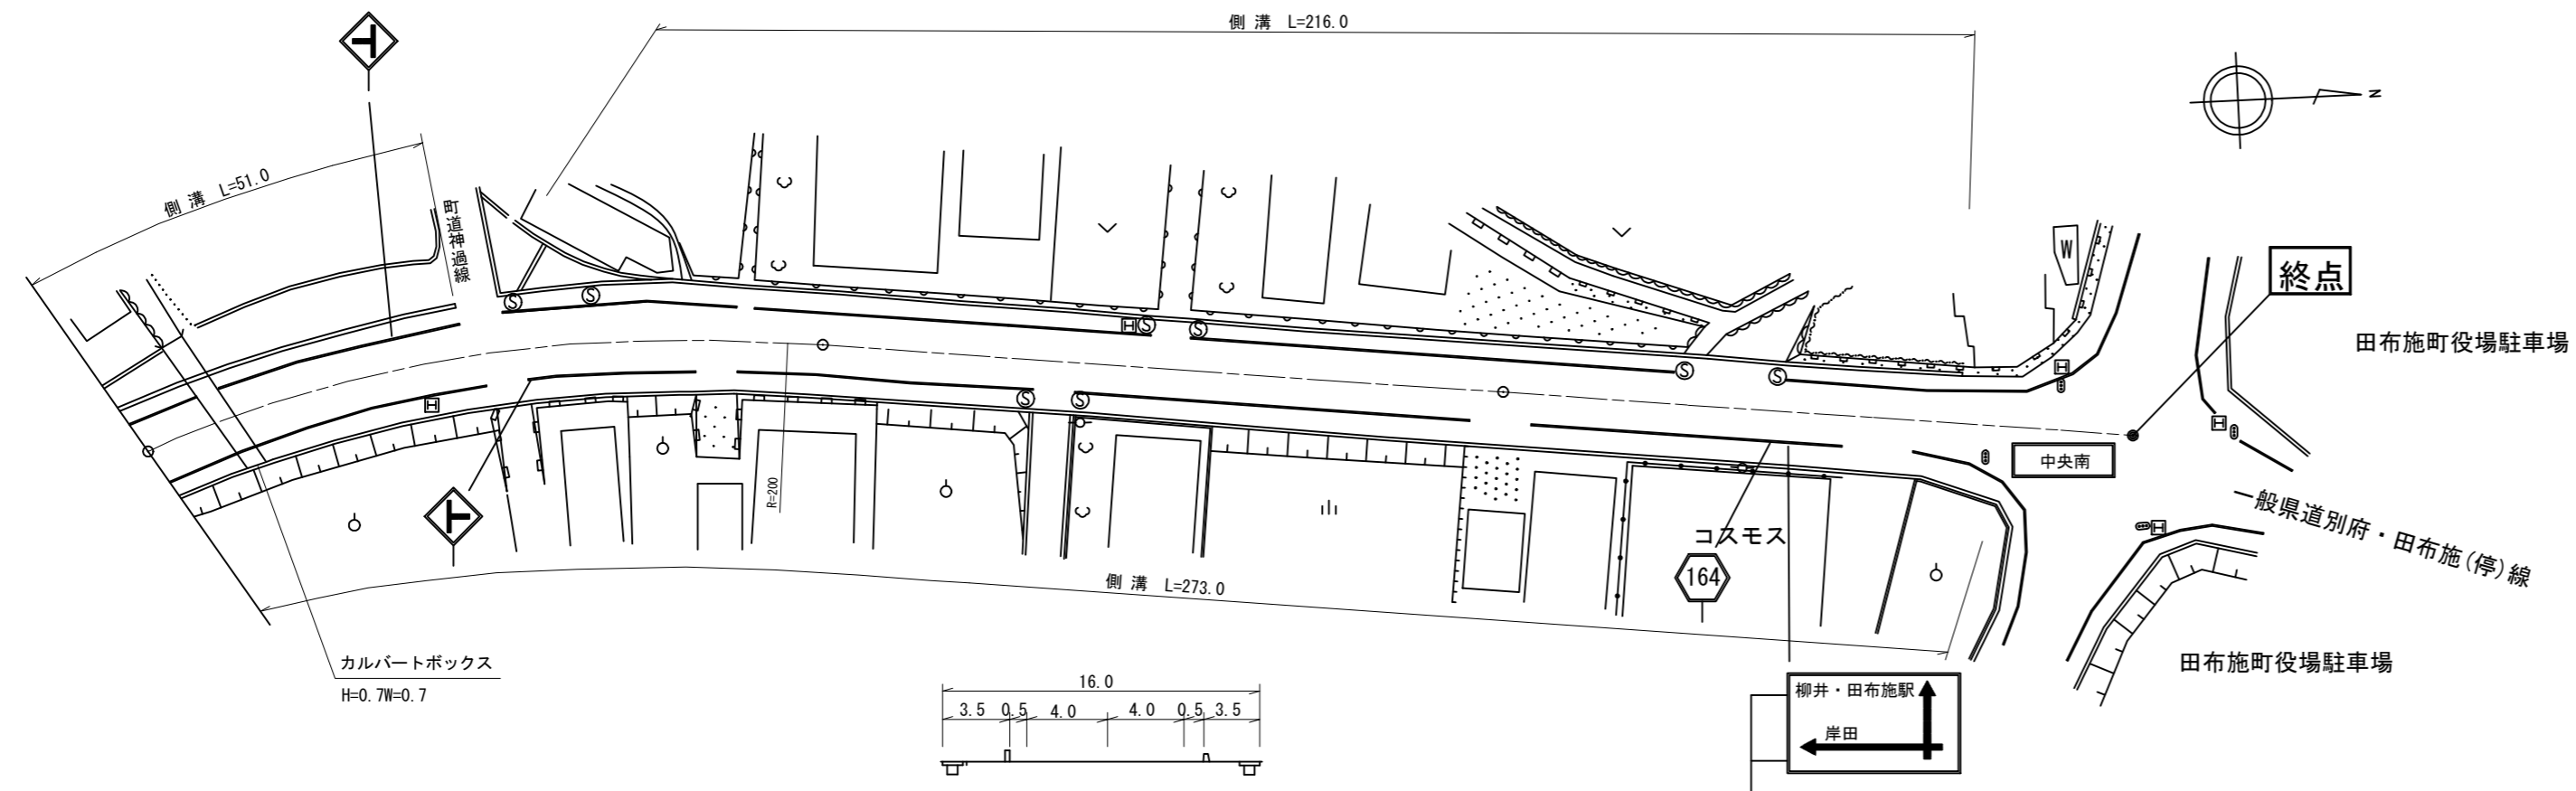 側 溝 L=216.0
N
側 溝 L=51.0
町道神過線
S
S
H
S
S
S
S
W
H
終点
田布施町役場駐車場
H
H
S
S
R=200
中央南
H
一般県道別府・田布施(停)線
コスモス
164
側 溝 L=273.0
カルバートボックス
H=0.7W=0.7
田布施町役場駐車場
16.0
3.5 0.5 4.0 4.0 0.5 3.5
柳井・田布施駅
岸田